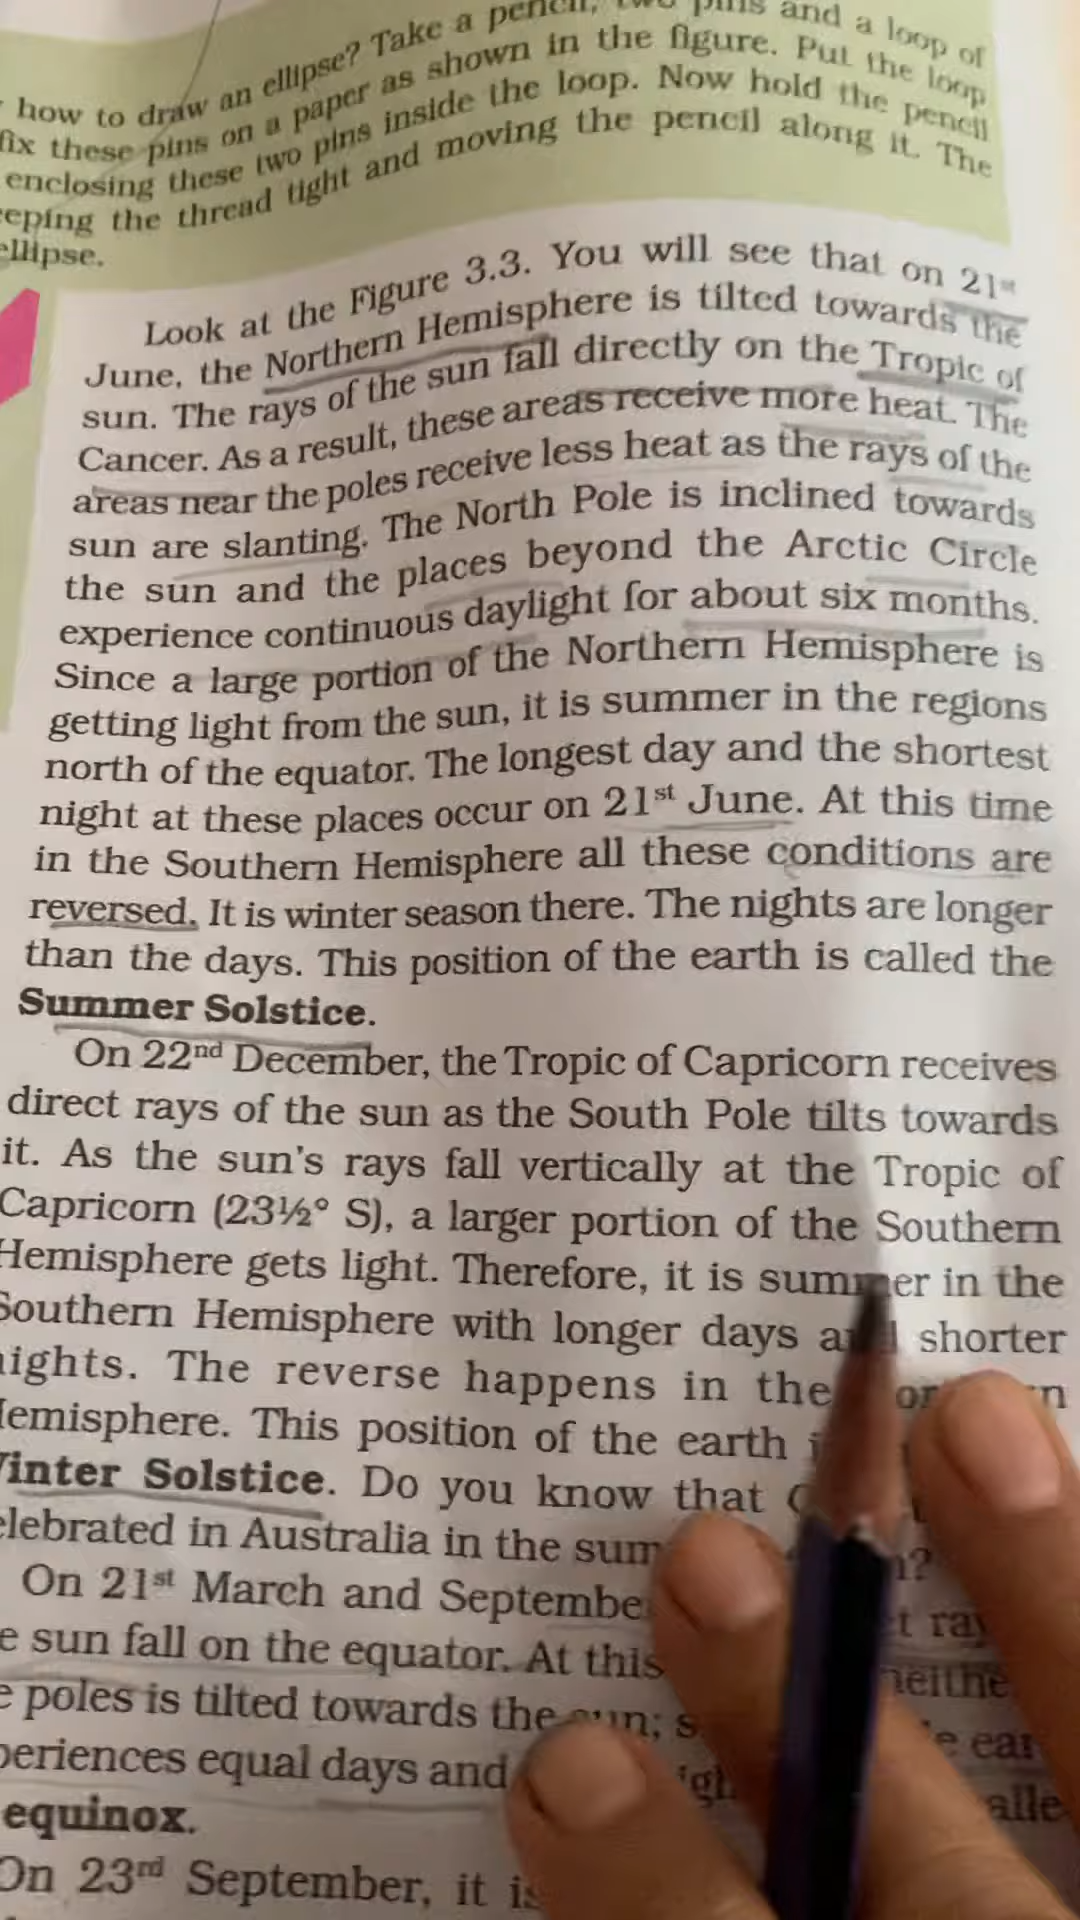 pencil, two pins and a loop of
how to draw an ellipse? Take a
fix these pins on a paper as shown in the figure. Put the loop
enclosing these two pins inside the loop. Now hold the pencil
eping the thread tight and moving the pencil along it. The
ellipse.
Look at the Figure 3.3. You will see that on 21st
June, the Northern Hemisphere is tilted towards the
sun. The rays of the sun fall directly on the Tropic of
Cancer. As a result, these areas receive more heat. The
areas near the poles receive less heat as the rays of the
sun are slanting. The North Pole is inclined towards
the sun and the places beyond the Arctic Circle
experience continuous daylight for about six months.
Since a large portion of the Northern Hemisphere is
getting light from the sun, it is summer in the regions
north of the equator. The longest day and the shortest
night at these places occur on 21st June. At this time
in the Southern Hemisphere all these conditions are
reversed. It is winter season there. The nights are longer
than the days. This position of the earth is called the
Summer Solstice.
On 22nd December, the Tropic of Capricorn receives
direct rays of the sun as the South Pole tilts towards
it. As the sun's rays fall vertically at the Tropic of
Capricorn (23½° S), a larger portion of the Southern
Hemisphere gets light. Therefore, it is summer in the
Southern Hemisphere with longer days and shorter
ights. The reverse happens in the
Hemisphere. This position of the earth
inter Solstice. Do you know that
elebrated in Australia in the
On 21st March and
e sun fall on the equator. At this
e poles is tilted towards the sun;
periences equal days and
equinox.
On 23rd September, it is